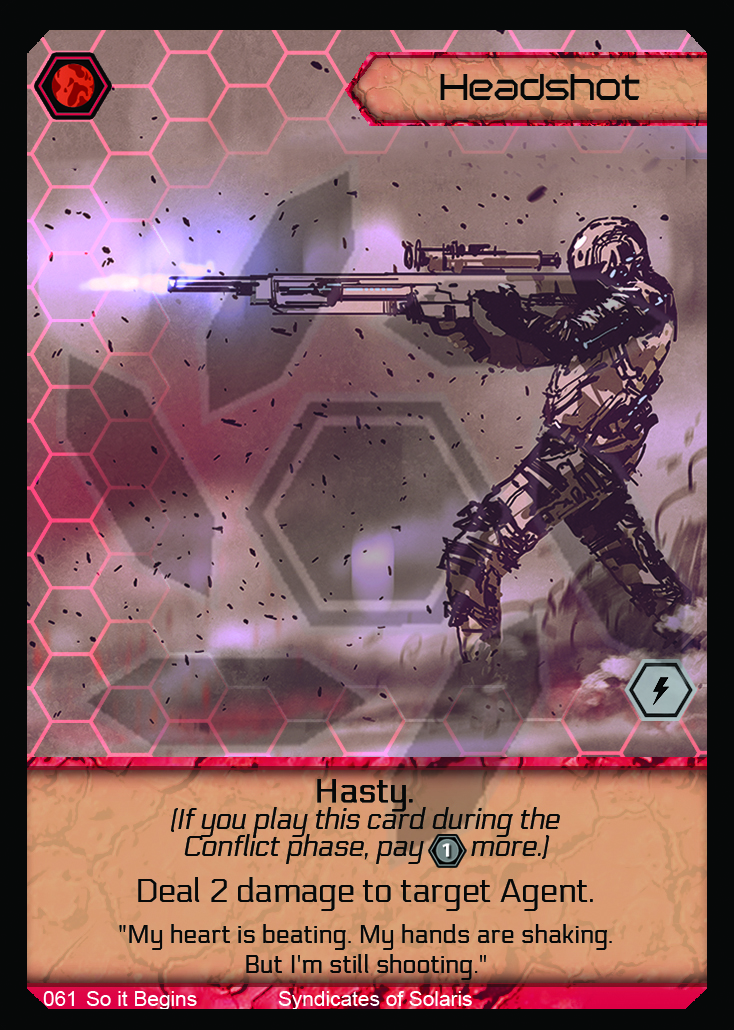 Headshot
Hasty.
(If you play this card during the
Conflict phase, pay 1 more.)
Deal 2 damage to target Agent.
"My heart is beating. My hands are shaking.
But I'm still shooting."
061 So it Begins Syndicates of Solaris